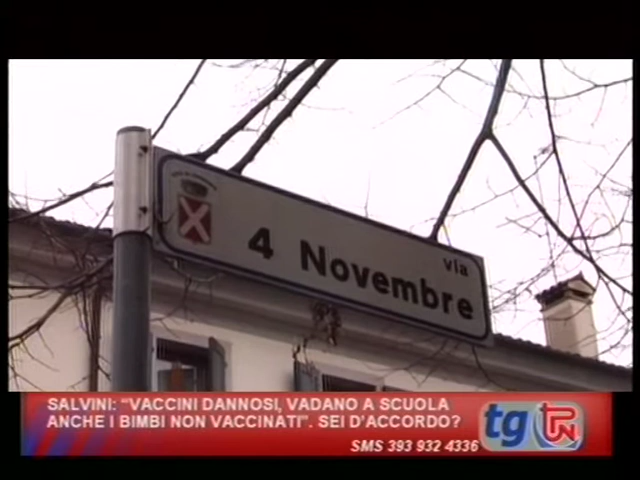 via
4 Novembre
SALVINI: “VACCINI DANNOSI, VADANO A SCUOLA
ANCHE I BIMBI NON VACCINATI”. SEI D'ACCORDO?
SMS 393 932 4336
tg TPN